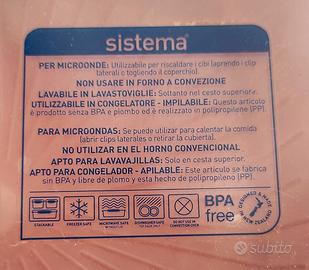 sistema®
PER MICROONDE: Utilizzabile per riscaldare i cibi (aprendo i clip
laterali o togliendo il coperchio).
NON USARE IN FORNO A CONVEZIONE
LAVABILE IN LAVASTOVIGLIE: Soltanto nel cesto superiore.
UTILIZZABILE IN CONGELATORE - IMPILABILE: Questo articolo
è prodotto senza BPA e piombo ed è realizzato in polipropilene (PP).
PARA MICROONDAS: Se puede utilizar para calentar la comida
(abrir clips laterales o retirar la cubierta).
NO UTILIZAR EN EL HORNO CONVENCIONAL
APTO PARA LAVAVAJILLAS: Solo en cesta superior.
APTO PARA CONGELADOR - APILABLE: Este artículo se fabrica
sin BPA y libre de plomo y esta hecho de polipropileno (PP).
STACKABLE
FREEZER SAFE
MICROWAVE SAFE
DISHWASHER SAFE
DO NOT USE IN
CONVECTION OVEN
BPA
free
DESIGNED & MADE
IN NEW ZEALAND
subito